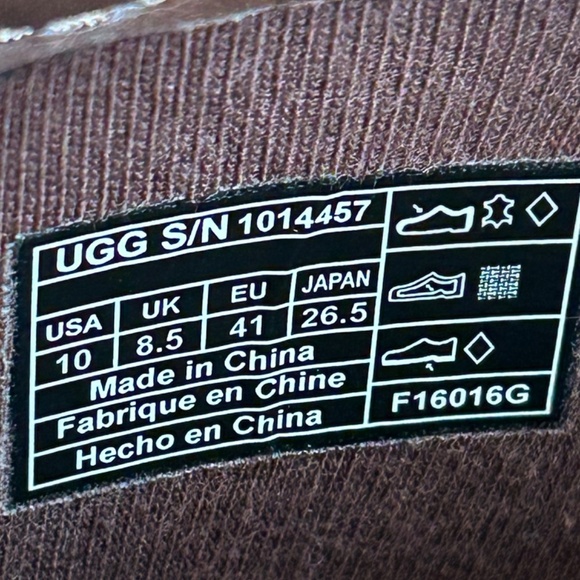 UGG S/N 1014457
USA UK EU JAPAN
10 8.5 41 26.5
Made in China
Fabrique en Chine
Hecho en China
F16016G